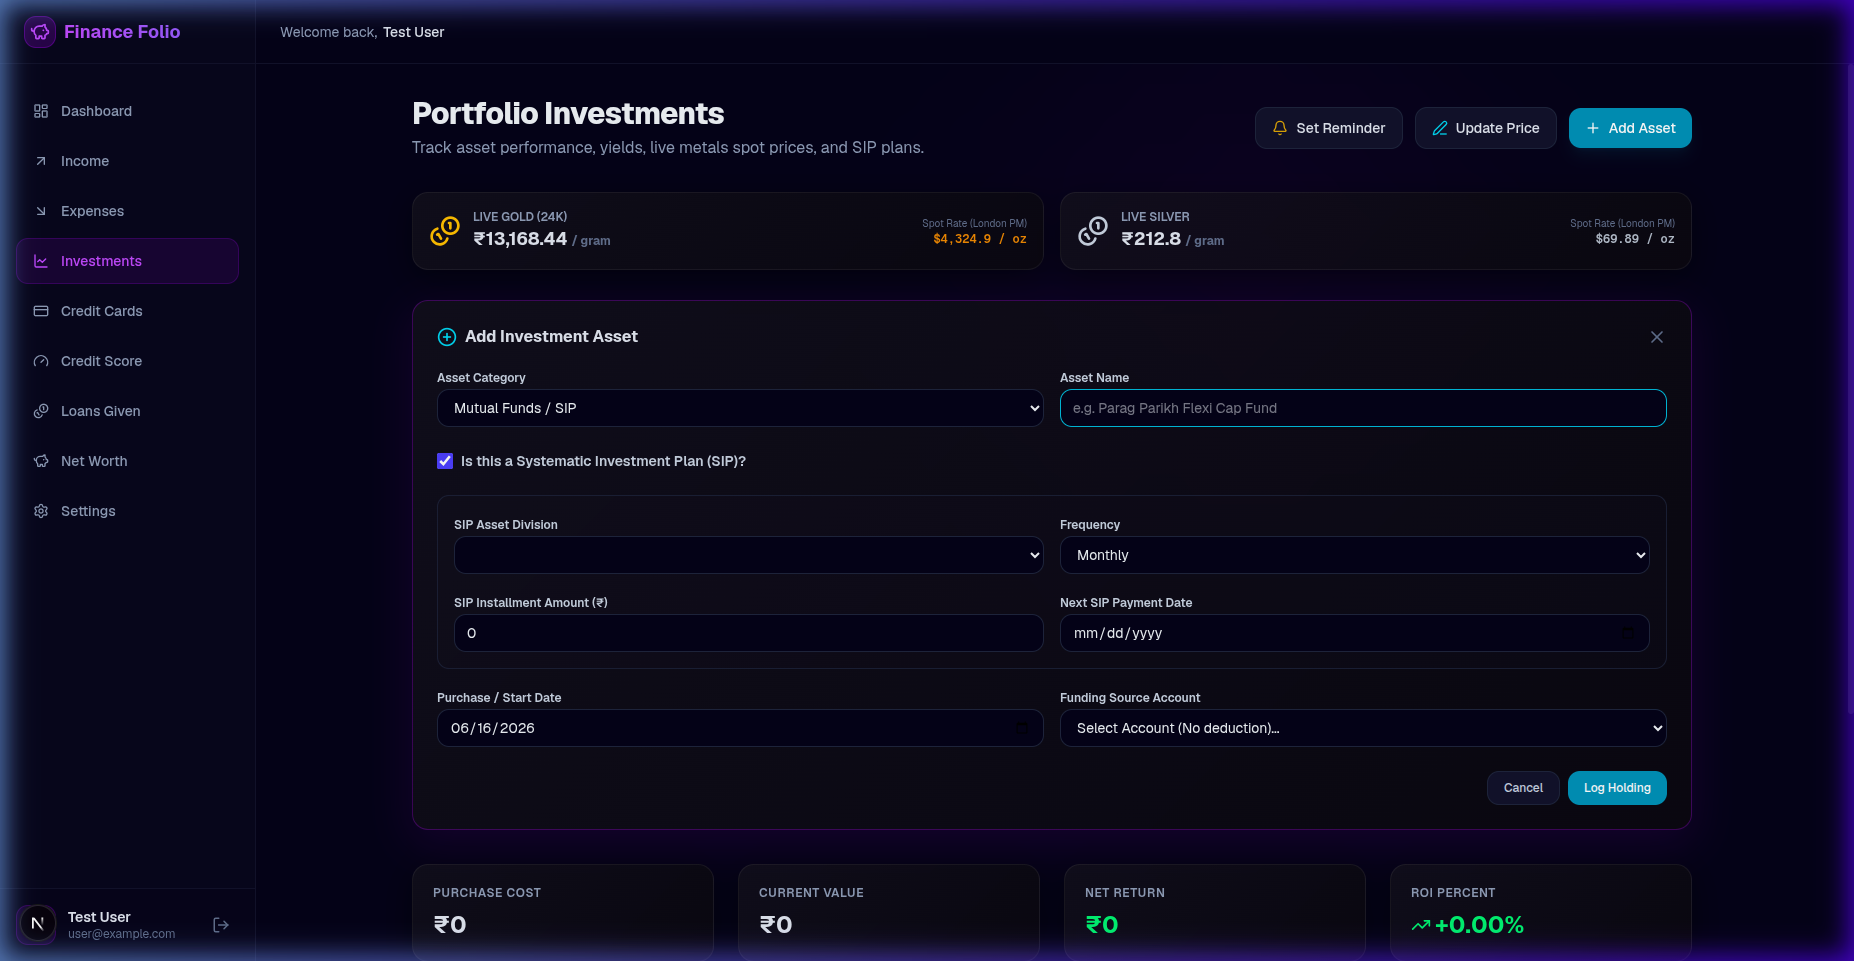 Finance Folio
Welcome back, Test User
Dashboard
Income
Expenses
Investments
Credit Cards
Credit Score
Loans Given
Net Worth
Settings
Test User
user@example.com
N
Portfolio Investments
Track asset performance, yields, live metals spot prices, and SIP plans.
Set Reminder
Update Price
Add Asset
LIVE GOLD (24K)
₹13,168.44 / gram
Spot Rate (London PM)
$4,324.9 / oz
LIVE SILVER
₹212.8 / gram
Spot Rate (London PM)
$69.89 / oz
Add Investment Asset
Asset Category
Mutual Funds / SIP
Asset Name
e.g. Parag Parikh Flexi Cap Fund
Is this a Systematic Investment Plan (SIP)?
SIP Asset Division
Frequency
Monthly
SIP Installment Amount (₹)
0
Next SIP Payment Date
mm/dd/yyyy
Purchase / Start Date
06/16/2026
Funding Source Account
Select Account (No deduction)...
Cancel
Log Holding
PURCHASE COST
₹0
CURRENT VALUE
₹0
NET RETURN
₹0
ROI PERCENT
+0.00%